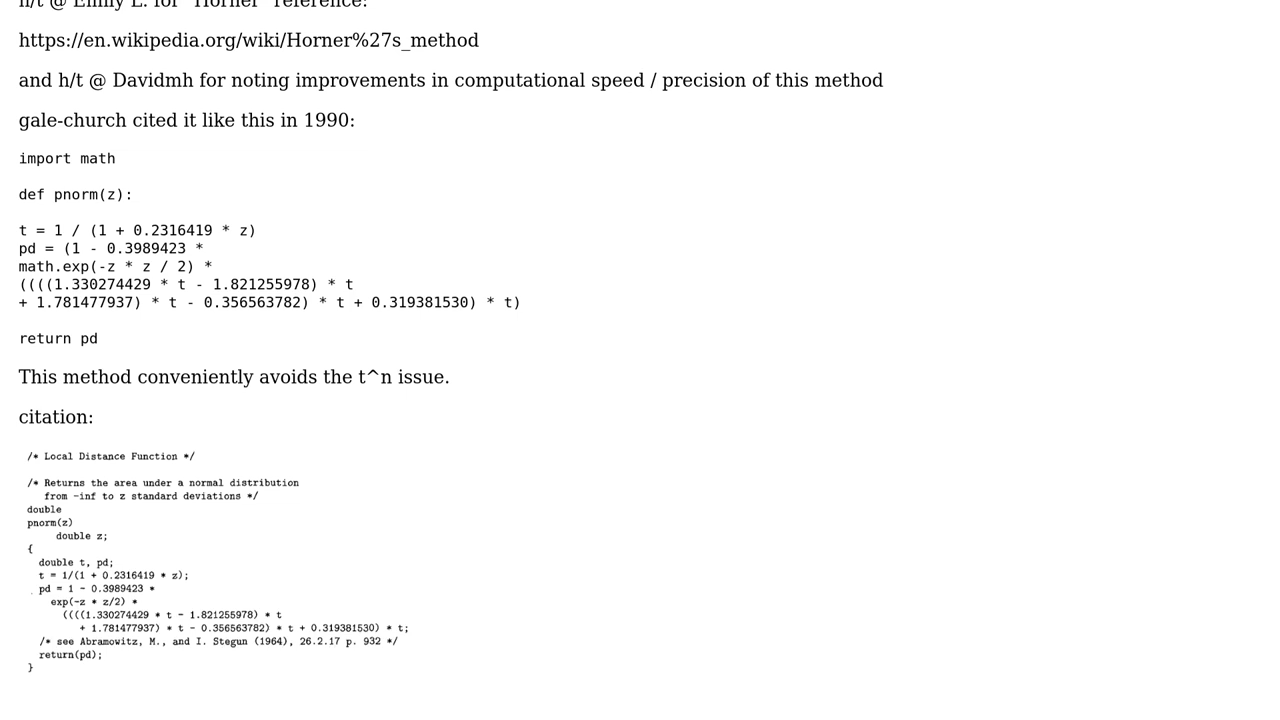 h/t @ Emily L. for "Horner" reference:
https://en.wikipedia.org/wiki/Horner%27s_method
and h/t @ Davidmh for noting improvements in computational speed / precision of this method
gale-church cited it like this in 1990:
import math
def pnorm(z):
t = 1 / (1 + 0.2316419 * z)
pd = (1 - 0.3989423 *
math.exp(-z * z / 2) *
((((1.330274429 * t - 1.821255978) * t
+ 1.781477937) * t - 0.356563782) * t + 0.319381530) * t)
return pd
This method conveniently avoids the t^n issue.
citation:
/* Local Distance Function */
/* Returns the area under a normal distribution
from -inf to z standard deviations */
double
pnorm(z)
double z;
{
double t, pd;
t = 1/(1 + 0.2316419 * z);
pd = 1 - 0.3989423 *
exp(-z * z/2) *
((((1.330274429 * t - 1.821255978) * t
+ 1.781477937) * t - 0.356563782) * t + 0.319381530) * t;
/* see Abramowitz, M., and I. Stegun (1964), 26.2.17 p. 932 */
return(pd);
}